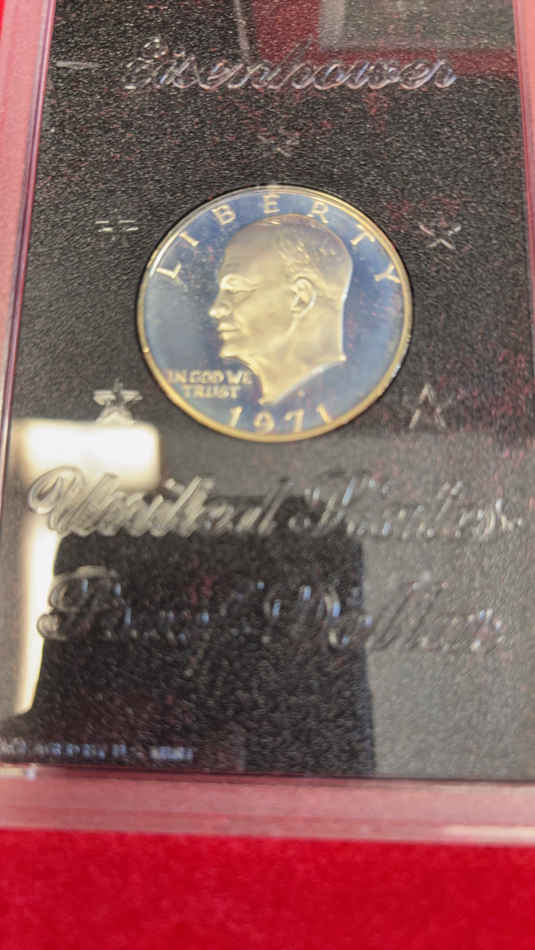 Eisenhower
LIBERTY
IN GOD WE
TRUST
1971
United States
Proof Dollar